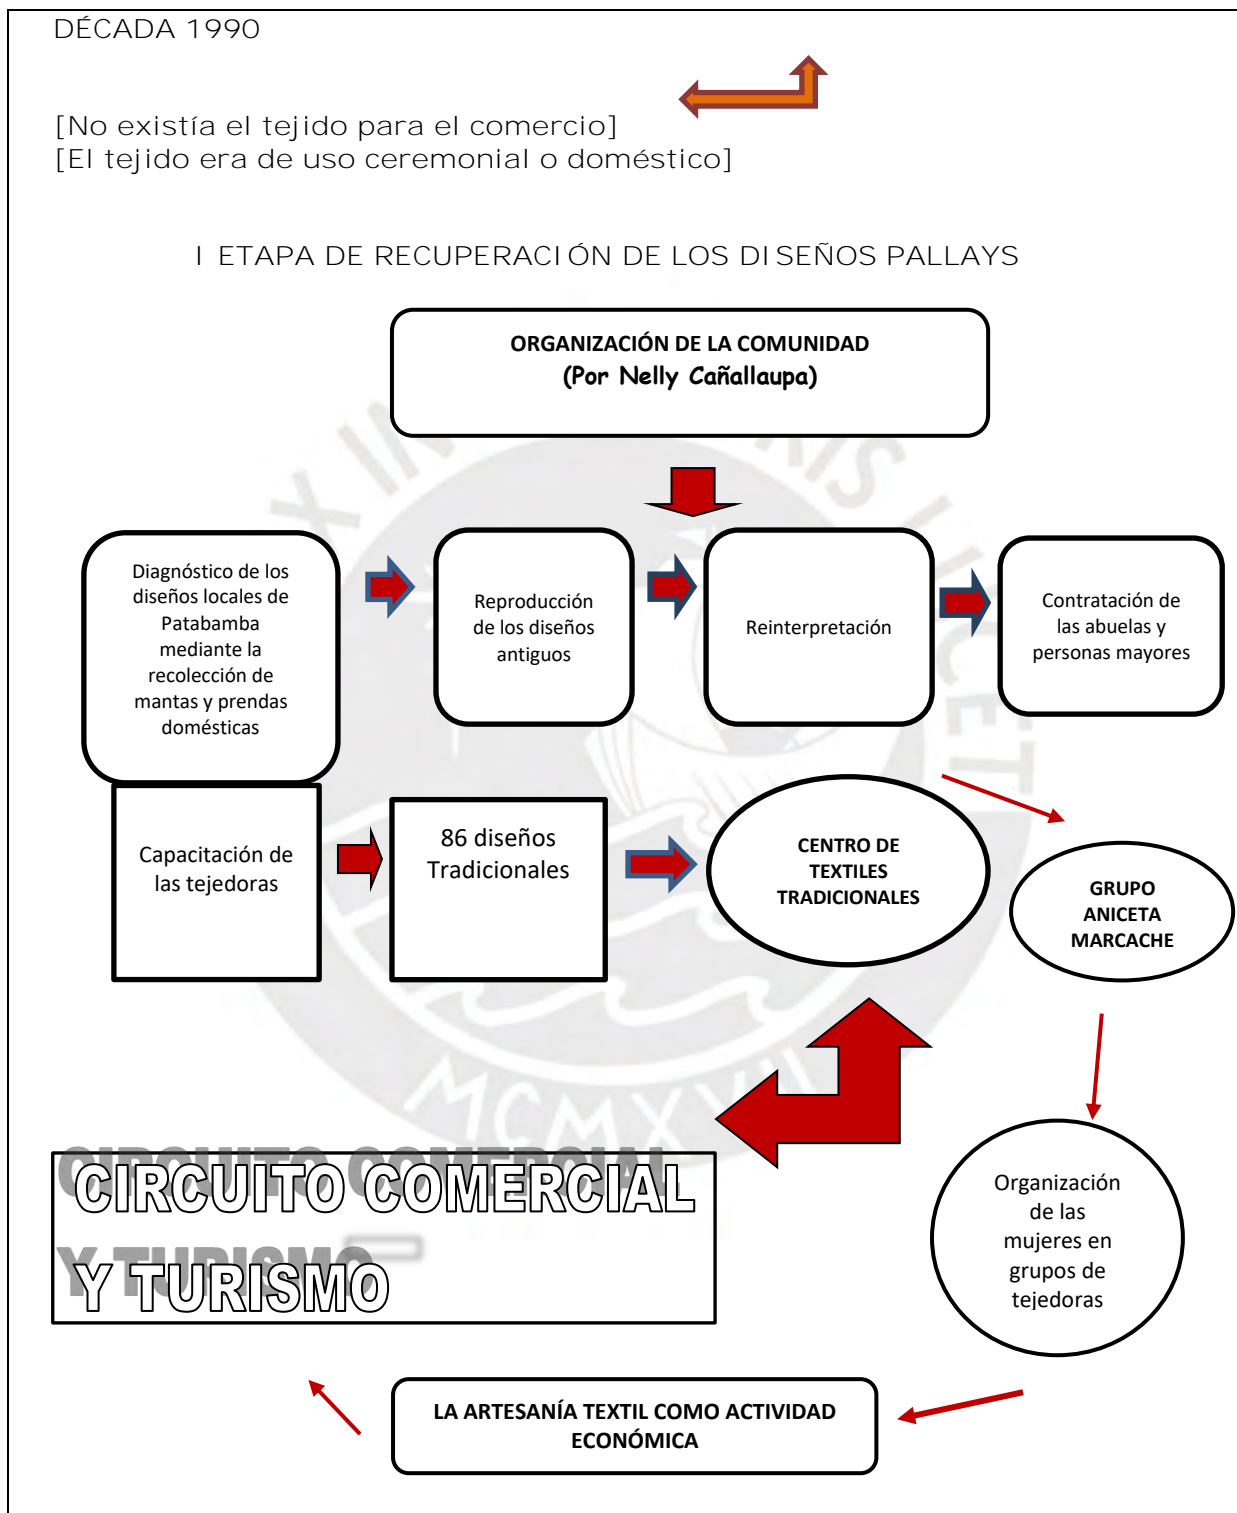 DÉCADA 1990
[No existía el tejido para el comercio]
[El tejido era de uso ceremonial o doméstico]
I ETAPA DE RECUPERACIÓN DE LOS DISEÑOS PALLAYS
ORGANIZACIÓN DE LA COMUNIDAD
(Por Nelly Cañallaupa)
Diagnóstico de los
diseños locales de
Patabamba
mediante la
recolección de
mantas y prendas
domésticas
Reproducción
de los diseños
antiguos
Reinterpretación
Contratación de
las abuelas y
personas mayores
Capacitación de
las tejedoras
86 diseños
Tradicionales
CENTRO DE
TEXTILES
TRADICIONALES
GRUPO
ANICETA
MARCACHE
Organización
de las
mujeres en
grupos de
tejedoras
CIRCUITO COMERCIAL
Y TURISMO
LA ARTESANÍA TEXTIL COMO ACTIVIDAD
ECONÓMICA
MCMXVII